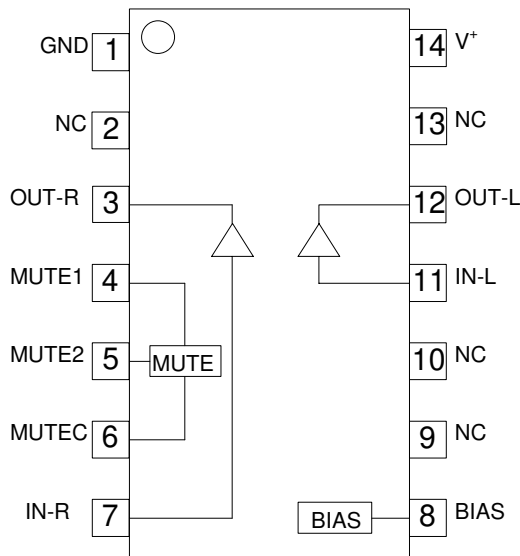 GND 1
14 V+
NC 2
13 NC
OUT-R 3
12 OUT-L
MUTE1 4
11 IN-L
MUTE2 5 MUTE
10 NC
MUTEC 6
9 NC
IN-R 7
BIAS 8 BIAS